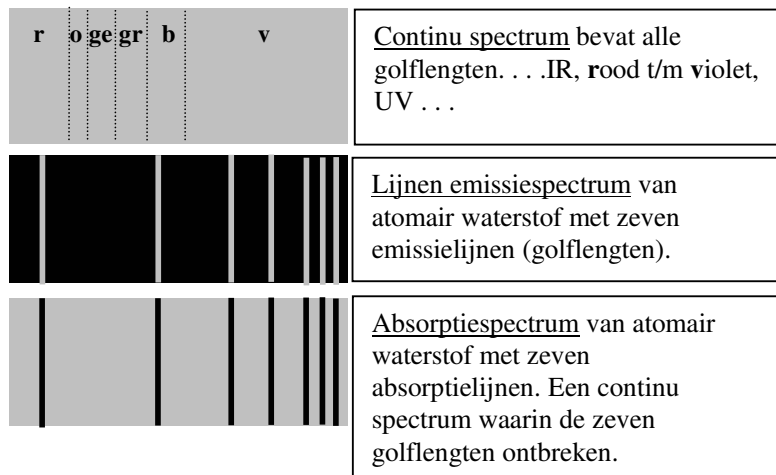 r o ge gr b v
Continu spectrum bevat alle
golflengten. . . .IR, rood t/m violet,
UV . . .
Lijnen emissiespectrum van
atomair waterstof met zeven
emissielijnen (golflengten).
Absorptiespectrum van atomair
waterstof met zeven
absorptielijnen. Een continu
spectrum waarin de zeven
golflengten ontbreken.